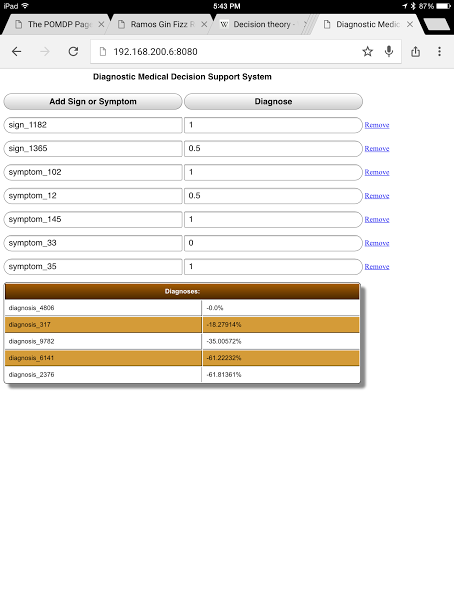 iPad 5:43 PM 87%
The POMDP Page Ramos Gin Fizz R Decision theory - Diagnostic Medic
192.168.200.6:8080
Diagnostic Medical Decision Support System
Add Sign or Symptom Diagnose
sign_1182 1 Remove
sign_1365 0.5 Remove
symptom_102 1 Remove
symptom_12 0.5 Remove
symptom_145 1 Remove
symptom_33 0 Remove
symptom_35 1 Remove
Diagnoses:
diagnosis_4806 -0.0%
diagnosis_317 -18.27914%
diagnosis_9782 -35.00572%
diagnosis_6141 -61.22232%
diagnosis_2376 -61.81361%